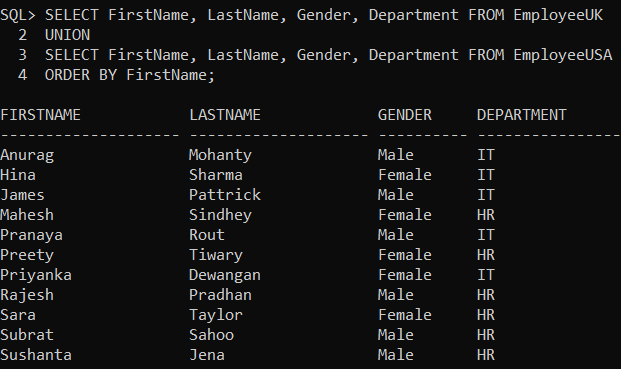 SQL> SELECT FirstName, LastName, Gender, Department FROM EmployeeUK
2 UNION
3 SELECT FirstName, LastName, Gender, Department FROM EmployeeUSA
4 ORDER BY FirstName;
FIRSTNAME LASTNAME GENDER DEPARTMENT
-------------------- -------------------- ---------- ----------------
Anurag Mohanty Male IT
Hina Sharma Female IT
James Pattrick Male IT
Mahesh Sindhey Female HR
Pranaya Rout Male IT
Preety Tiwary Female HR
Priyanka Dewangan Female IT
Rajesh Pradhan Male HR
Sara Taylor Female HR
Subrat Sahoo Male HR
Sushanta Jena Male HR